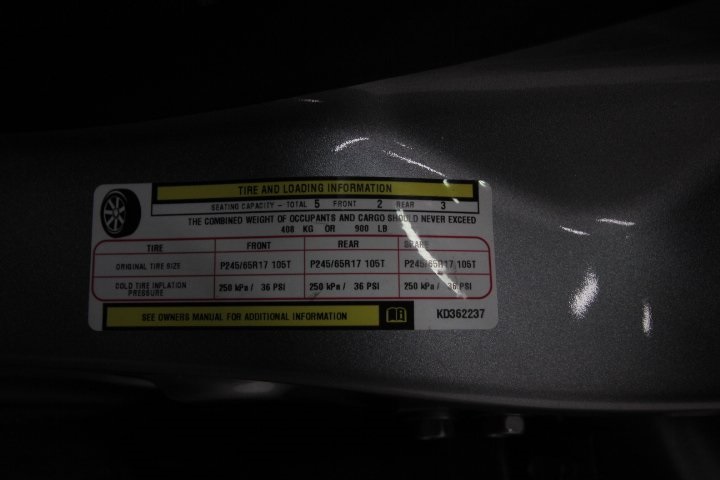 TIRE AND LOADING INFORMATION
SEATING CAPACITY - TOTAL 5 FRONT 2 REAR 3
THE COMBINED WEIGHT OF OCCUPANTS AND CARGO SHOULD NEVER EXCEED
408 KG OR 900 LB
TIRE FRONT REAR SPARE
ORIGINAL TIRE SIZE P245/65R17 105T P245/65R17 105T P245/65R17 105T
COLD TIRE INFLATION PRESSURE 250 kPa / 36 PSI 250 kPa / 36 PSI 250 kPa / 36 PSI
SEE OWNERS MANUAL FOR ADDITIONAL INFORMATION
KD362237